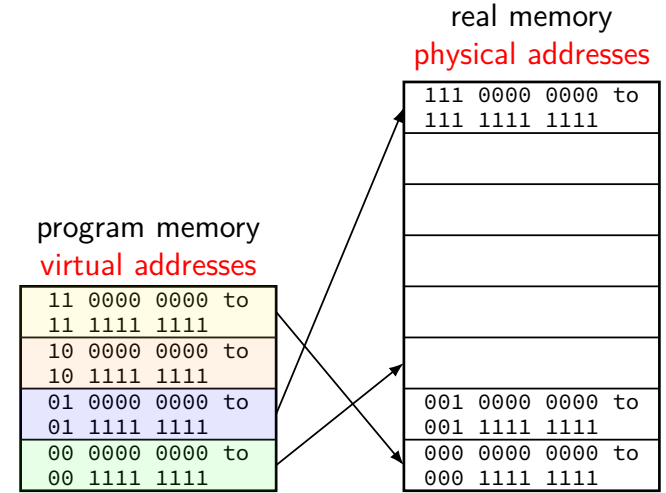 real memory
physical addresses
111 0000 0000 to
111 1111 1111
program memory
virtual addresses
11 0000 0000 to
11 1111 1111
10 0000 0000 to
10 1111 1111
01 0000 0000 to
01 1111 1111
00 0000 0000 to
00 1111 1111
001 0000 0000 to
001 1111 1111
000 0000 0000 to
000 1111 1111